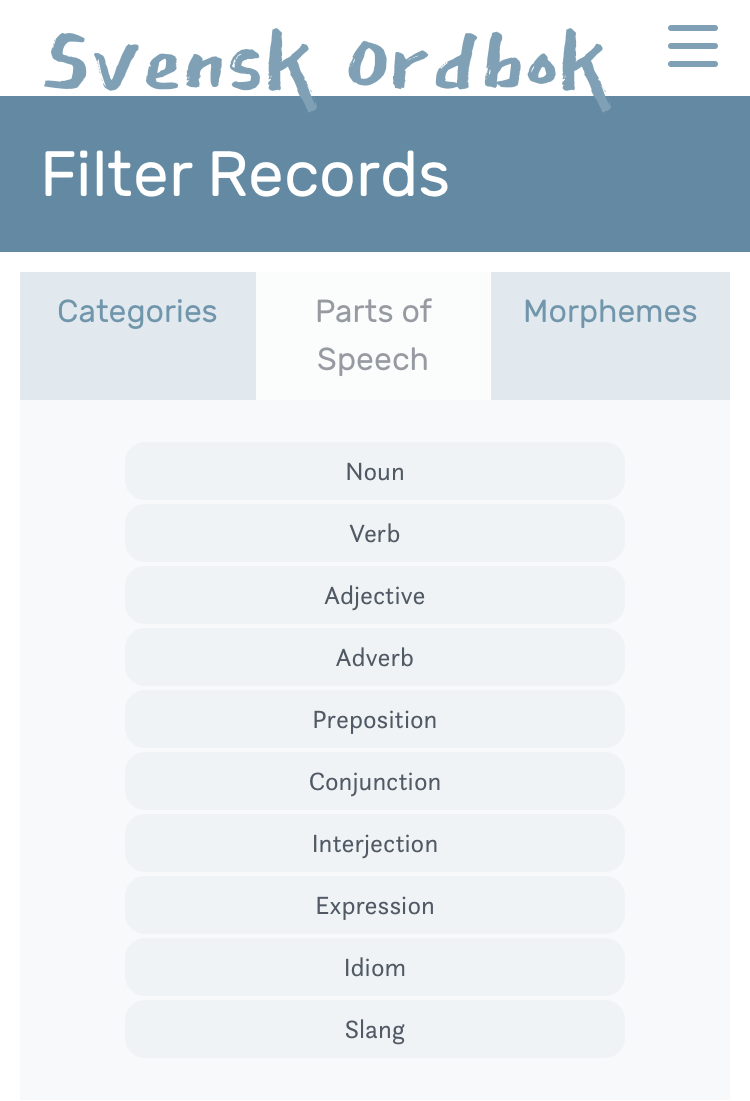 Svensk Ordbok
Filter Records
Categories
Parts of
Speech
Morphemes
Noun
Verb
Adjective
Adverb
Preposition
Conjunction
Interjection
Expression
Idiom
Slang